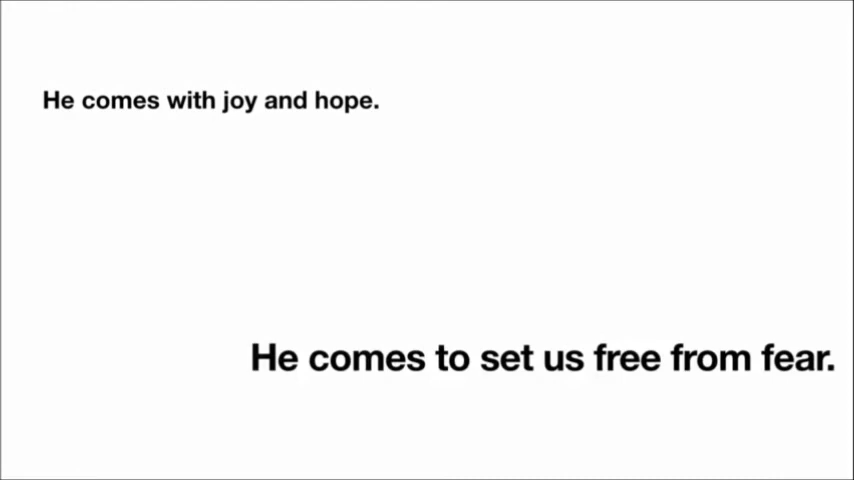 He comes with joy and hope.
He comes to set us free from fear.